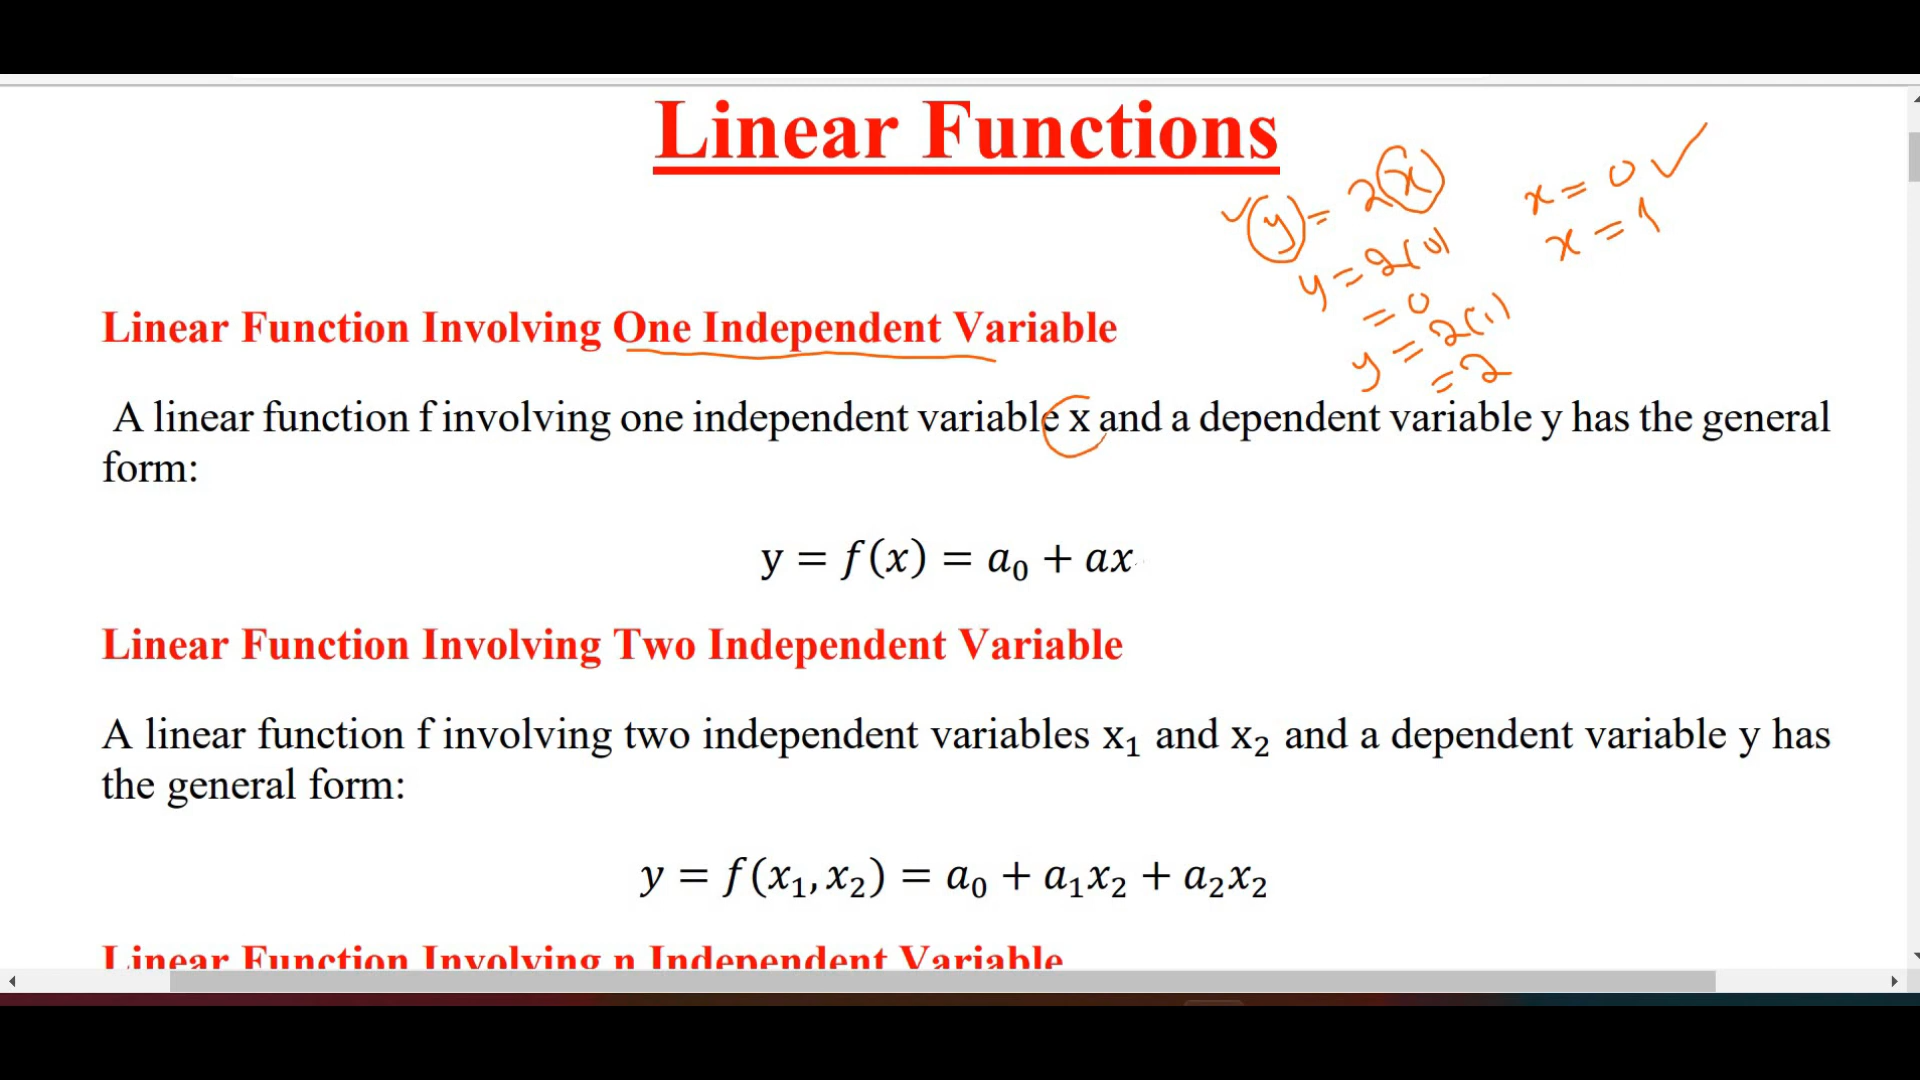 Linear Functions
y = 2x
x = 0
x = 1
y = 2(0)
= 0
y = 2(1)
= 2
Linear Function Involving One Independent Variable
A linear function f involving one independent variable x and a dependent variable y has the general
form:
y = f(x) = a₀ + ax
Linear Function Involving Two Independent Variable
A linear function f involving two independent variables x₁ and x₂ and a dependent variable y has
the general form:
y = f(x₁, x₂) = a₀ + a₁x₂ + a₂x₂
Linear Function Involving n Independent Variable